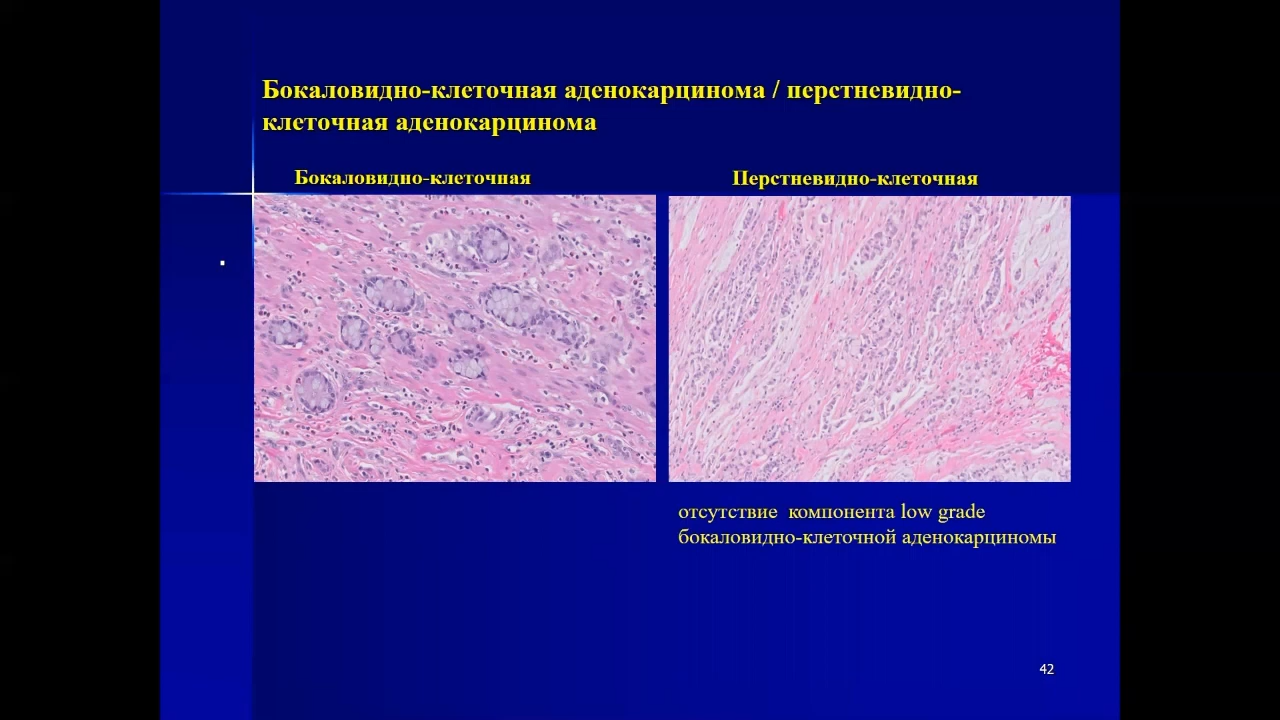 Бокаловидно-клеточная аденокарцинома / перстневидно-
клеточная аденокарцинома
Бокаловидно-клеточная
Перстневидно-клеточная
.
отсутствие компонента low grade
бокаловидно-клеточной аденокарциномы
42